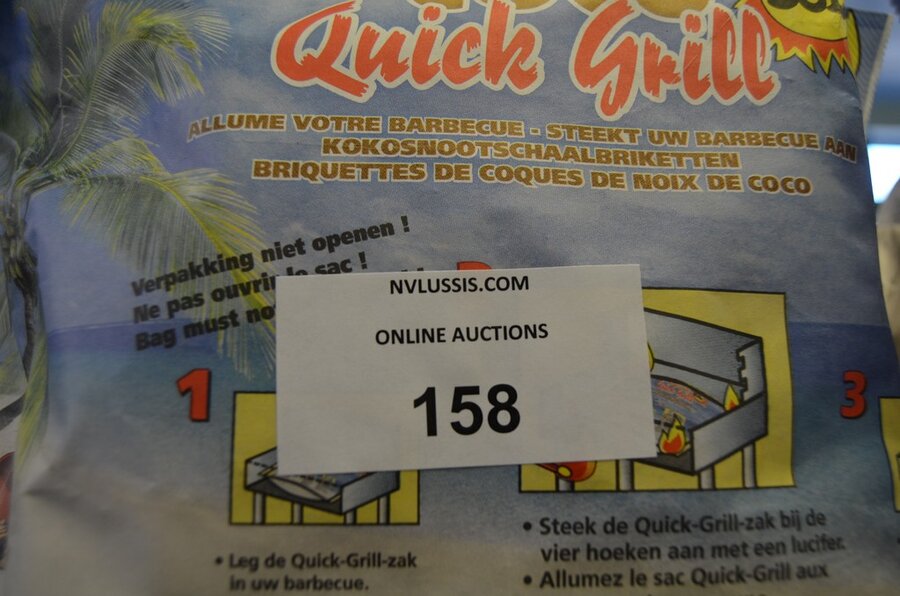 Quick Grill
ALLUME VOTRE BARBECUE - STEEKT UW BARBECUE AAN
KOKOSNOOTSCHAALBRIKETTEN
BRIQUETTES DE COQUES DE NOIX DE COCO
Verpakking niet openen !
Ne pas ouvrir le sac !
Bag must no
NVLUSSIS.COM
ONLINE AUCTIONS
158
1
3
• Leg de Quick-Grill-zak
in uw barbecue.
• Steek de Quick-Grill-zak bij de
vier hoeken aan met een lucifer.
• Allumez le sac Quick-Grill aux